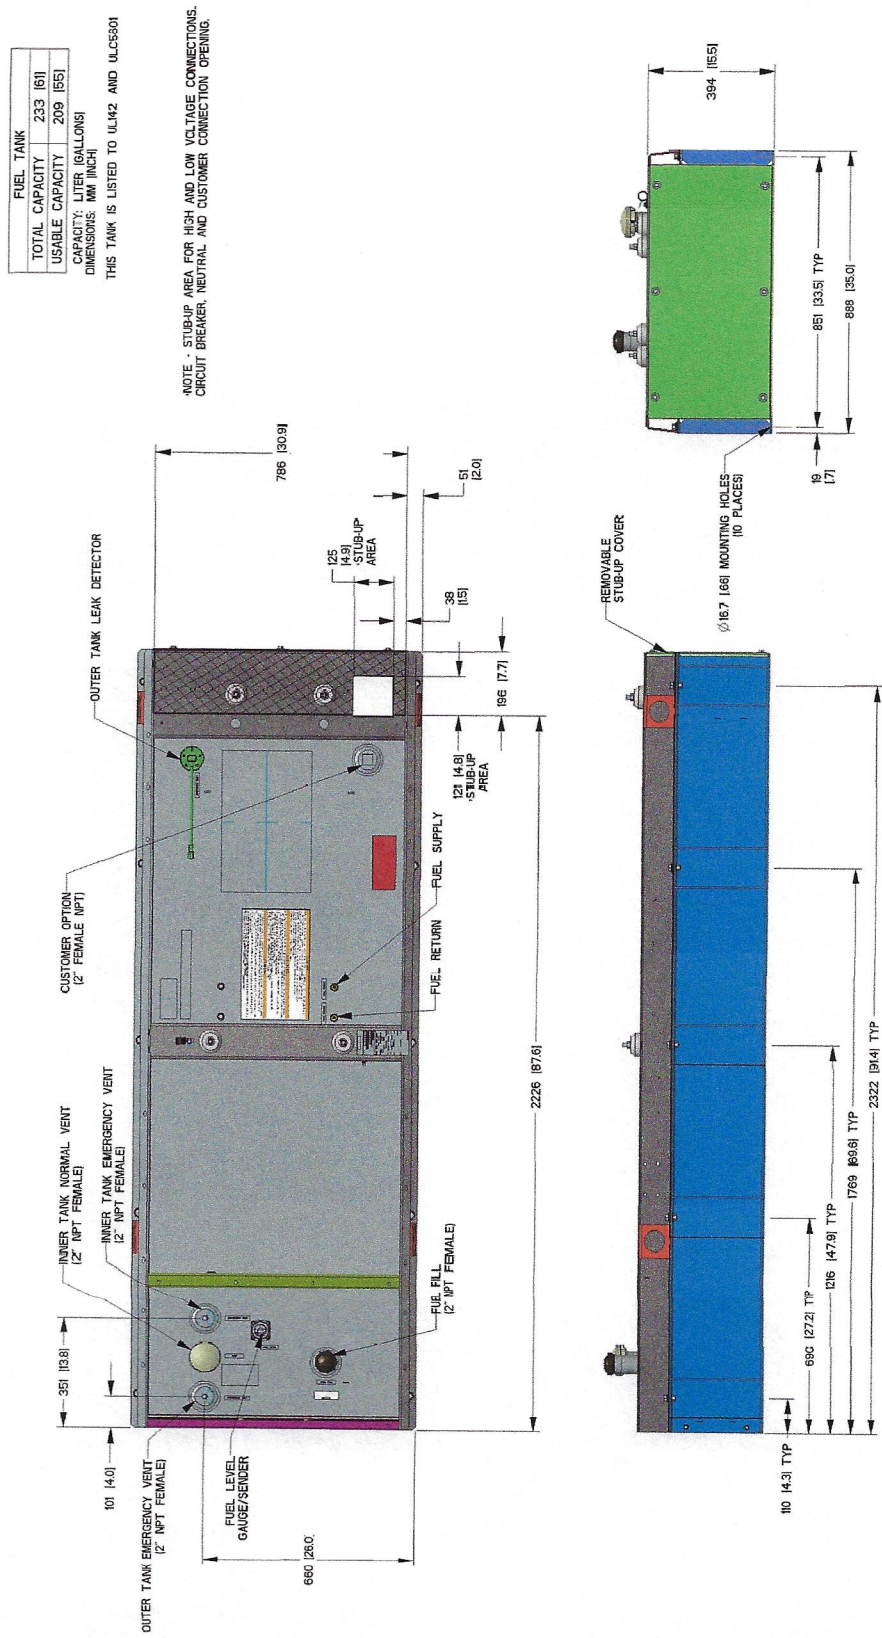 FUEL TANK
TOTAL CAPACITY 233 [61]
USABLE CAPACITY 209 [55]
CAPACITY: LITER [GALLONS]
DIMENSIONS: MM [INCH]
THIS TANK IS LISTED TO UL142 AND ULCS601
*NOTE - STUB-UP AREA FOR HIGH AND LOW VOLTAGE CONNECTIONS.
CIRCUIT BREAKER, NEUTRAL AND CUSTOMER CONNECTION OPENING.
OUTER TANK EMERGENCY VENT
(2" NPT FEMALE)
101 [4.0]
351 [13.8]
INNER TANK NORMAL VENT
(2" NPT FEMALE)
INNER TANK EMERGENCY VENT
(2" NPT FEMALE)
CUSTOMER OPTION
(2" FEMALE NPT)
OUTER TANK LEAK DETECTOR
786 [30.9]
FUEL LEVEL
GAUGE/SENDER
660 [26.0]
FUEL FILL
(2" NPT FEMALE)
FUEL RETURN
FUEL SUPPLY
121 [4.8]
*STUB-UP
AREA
196 [7.7]
38
[1.5]
125
[4.9]
*STUB-UP
AREA
51
[2.0]
2226 [87.6]
REMOVABLE
STUB-UP COVER
110 [4.3] TYP
690 [27.2] TYP
1216 [47.9] TYP
1769 [69.6] TYP
2322 [91.4] TYP
Ø16.7 [.66] MOUNTING HOLES
(10 PLACES)
19
[.7]
851 [33.5] TYP
888 [35.0]
394 [15.5]